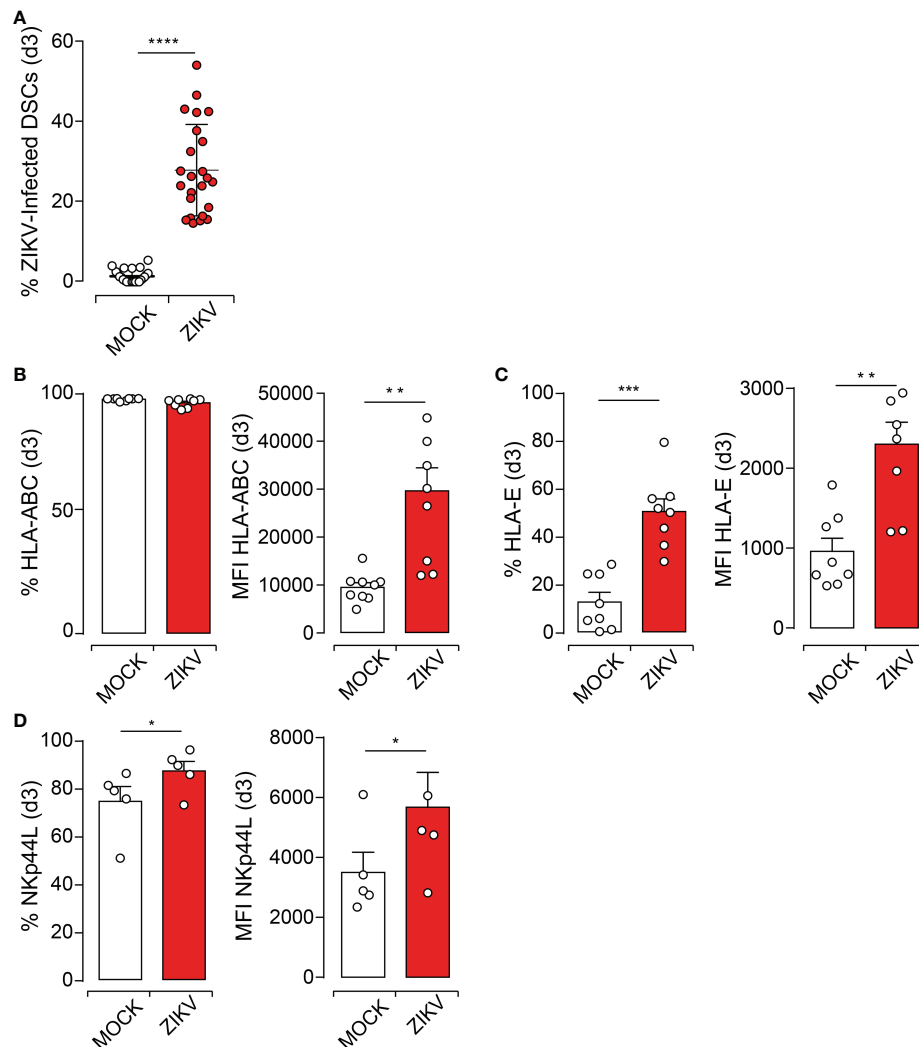 A
% ZIKV-Infected DSCs (d3)
60
40
20
0
****
MOCK
ZIKV
B
% HLA-ABC (d3)
100
50
0
MOCK
ZIKV
MFI HLA-ABC (d3)
50000
40000
30000
20000
10000
0
* *
MOCK
ZIKV
C
% HLA-E (d3)
100
80
60
40
20
0
***
MOCK
ZIKV
MFI HLA-E (d3)
3000
2000
1000
0
* *
MOCK
ZIKV
D
% NKp44L (d3)
100
80
60
80
20
0
*
MOCK
ZIKV
MFI NKp44L (d3)
8000
6000
4000
2000
0
*
MOCK
ZIKV